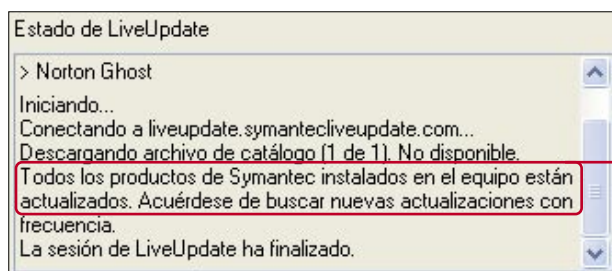 Estado de LiveUpdate
> Norton Ghost
Iniciando...
Conectando a liveupdate.symantecliveupdate.com...
Descargando archivo de catálogo (1 de 1). No disponible.
Todos los productos de Symantec instalados en el equipo están
actualizados. Acuérdese de buscar nuevas actualizaciones con
frecuencia.
La sesión de LiveUpdate ha finalizado.